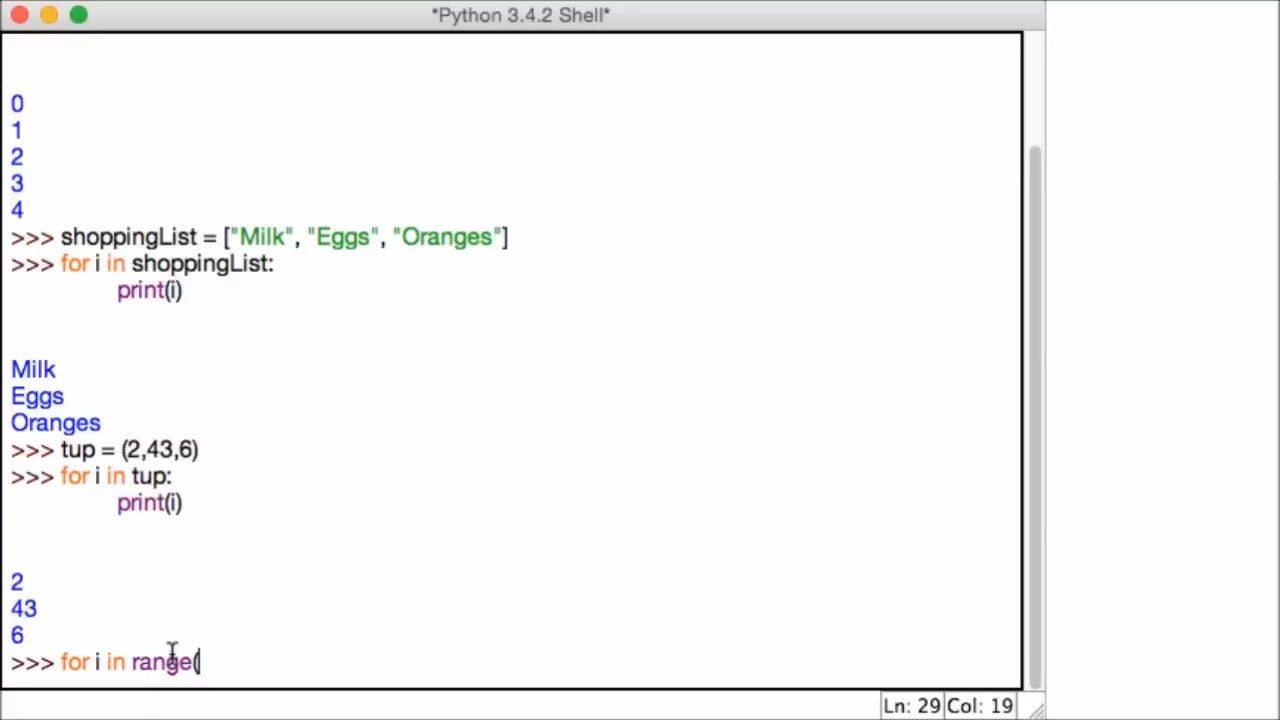 *Python 3.4.2 Shell*
0
1
2
3
4
>>> shoppingList = ["Milk", "Eggs", "Oranges"]
>>> for i in shoppingList:
print(i)
Milk
Eggs
Oranges
>>> tup = (2,43,6)
>>> for i in tup:
print(i)
2
43
6
>>> for i in range(
Ln: 29 Col: 19